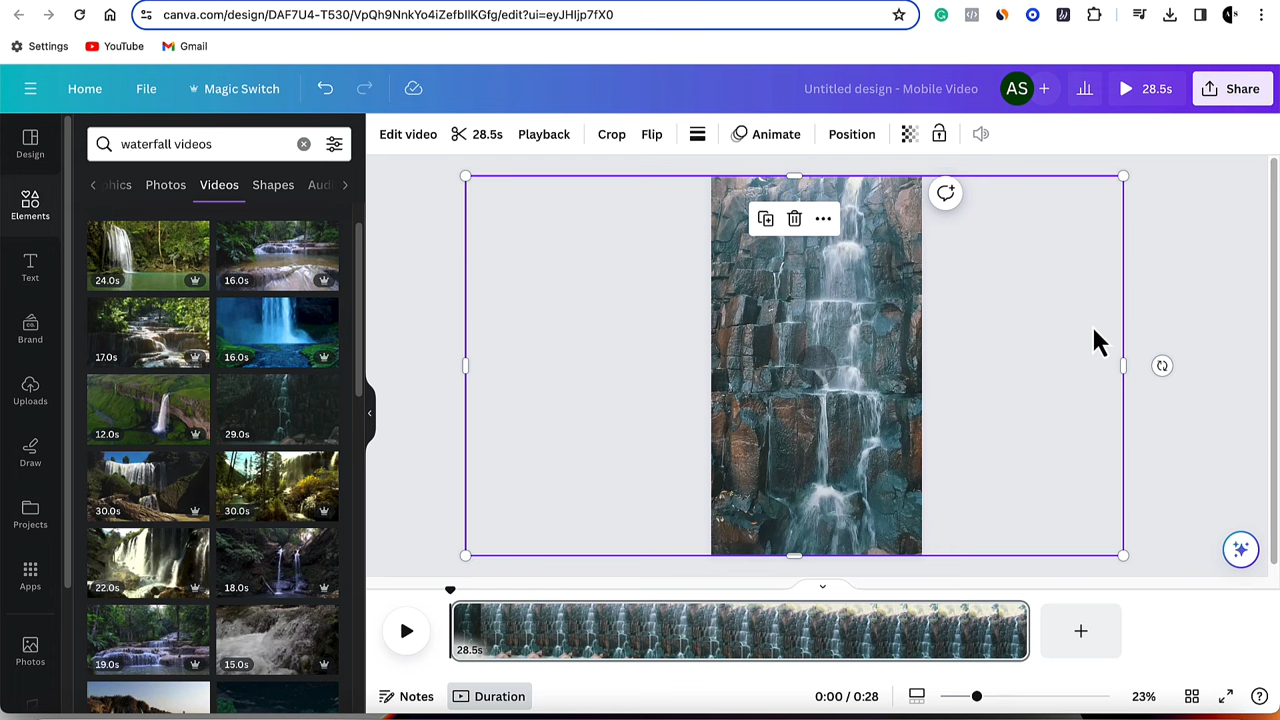 canva.com/design/DAF7U4-T530/VpQh9NnkYo4iZefbIlKGfg/edit?ui=eyJHIjp7fX0
Settings YouTube Gmail
Home File Magic Switch Untitled design - Mobile Video AS 28.5s Share
Edit video 28.5s Playback Crop Flip Animate Position
waterfall videos
phics Photos Videos Shapes Audi
Design
Elements
Text
Brand
Uploads
Draw
Projects
Apps
Photos
24.0s 16.0s
17.0s 16.0s
12.0s 29.0s
30.0s 30.0s
22.0s 18.0s
19.0s 15.0s
28.5s
Notes Duration 0:00 / 0:28 23%